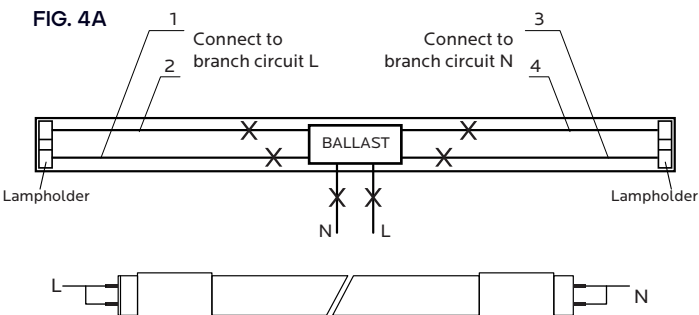 FIG. 4A
1
Connect to
branch circuit L
2
3
Connect to
branch circuit N
4
BALLAST
Lampholder
Lampholder
N
L
L
N